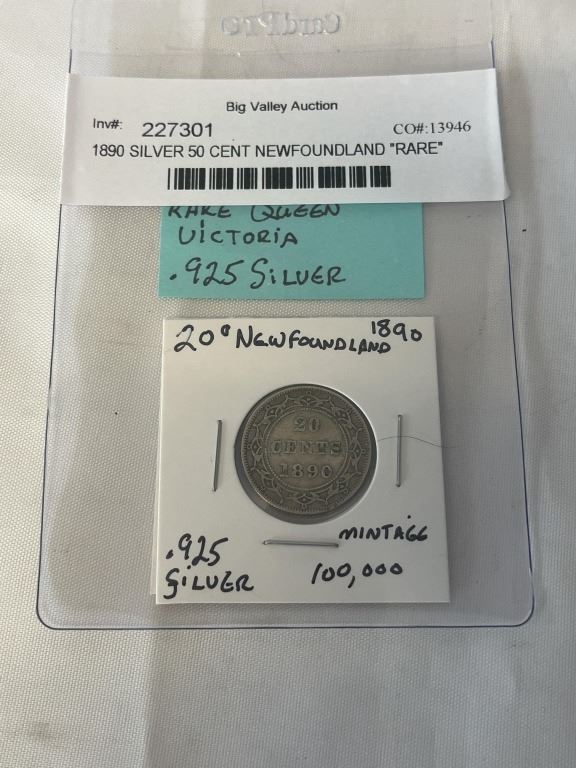 CardPro
Big Valley Auction
Inv#: 227301 CO#:13946
1890 SILVER 50 CENT NEWFOUNDLAND "RARE"
RARE QUEEN
VICTORIA
.925 SILVER
20¢ NEWFOUNDLAND 1890
20
CENTS
1890
.925
SILVER
MINTAGE
100,000